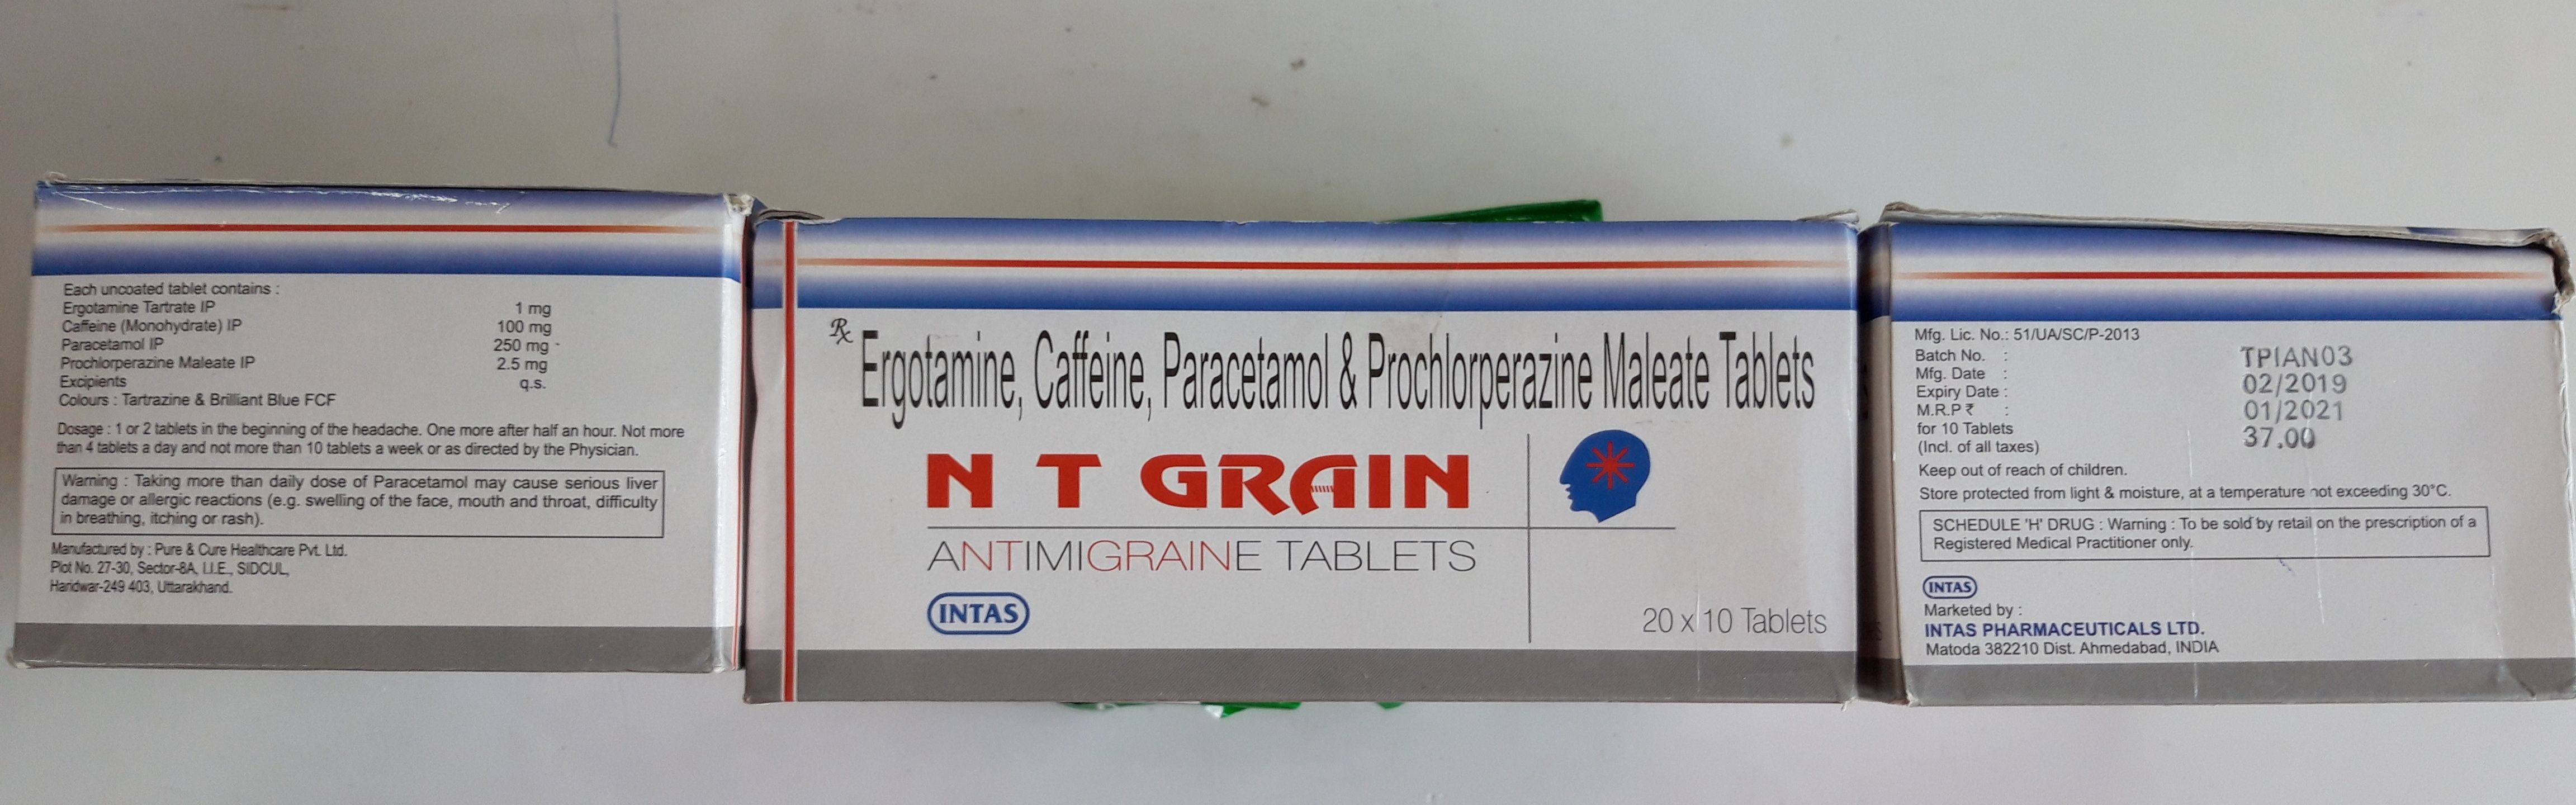 Each uncoated tablet contains :
Ergotamine Tartrate IP 1 mg
Caffeine (Monohydrate) IP 100 mg
Paracetamol IP 250 mg
Prochlorperazine Maleate IP 2.5 mg
Excipients q.s.
Colours : Tartrazine & Brilliant Blue FCF
Dosage : 1 or 2 tablets in the beginning of the headache. One more after half an hour. Not more
than 4 tablets a day and not more than 10 tablets a week or as directed by the Physician.
Warning : Taking more than daily dose of Paracetamol may cause serious liver
damage or allergic reactions (e.g. swelling of the face, mouth and throat, difficulty
in breathing, itching or rash).
Manufactured by : Pure & Cure Healthcare Pvt. Ltd.
Plot No. 27-30, Sector-8A, I.I.E., SIDCUL,
Haridwar-249 403, Uttarakhand.
Rx Ergotamine, Caffeine, Paracetamol & Prochlorperazine Maleate Tablets
N T GRAIN
ANTIMIGRAINE TABLETS
INTAS
20 x 10 Tablets
Mfg. Lic. No.: 51/UA/SC/P-2013
Batch No. : TPIAN03
Mfg. Date : 02/2019
Expiry Date : 01/2021
M.R.P ₹ : 37.00
for 10 Tablets
(Incl. of all taxes)
Keep out of reach of children.
Store protected from light & moisture, at a temperature not exceeding 30°C.
SCHEDULE 'H' DRUG : Warning : To be sold by retail on the prescription of a
Registered Medical Practitioner only.
INTAS
Marketed by :
INTAS PHARMACEUTICALS LTD.
Matoda 382210 Dist. Ahmedabad, INDIA